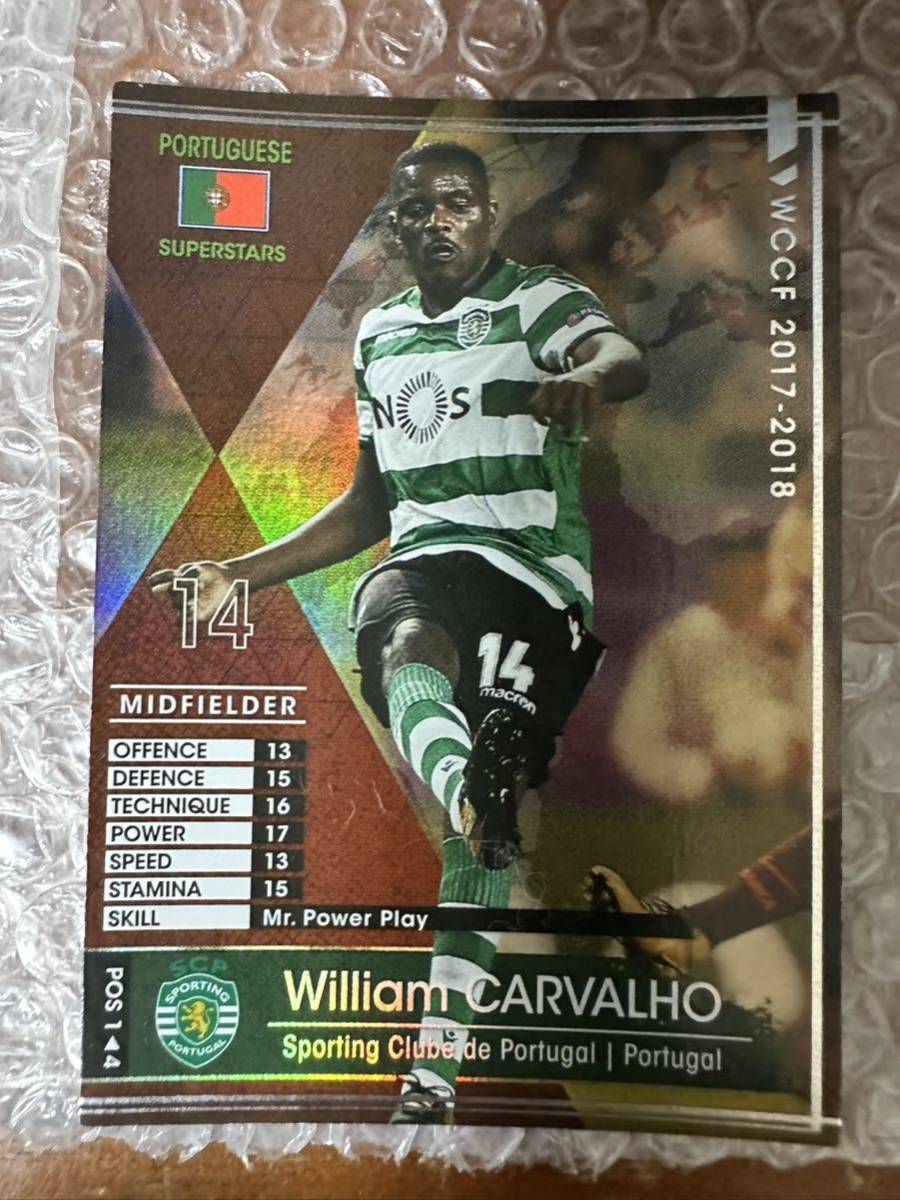 PORTUGUESE
SUPERSTARS
WCCF 2017-2018
macron
NOS
14
14
macron
MIDFIELDER
OFFENCE 13
DEFENCE 15
TECHNIQUE 16
POWER 17
SPEED 13
STAMINA 15
SKILL Mr. Power Play
POS 1◀4
SCP
SPORTING
PORTUGAL
William CARVALHO
Sporting Clube de Portugal | Portugal